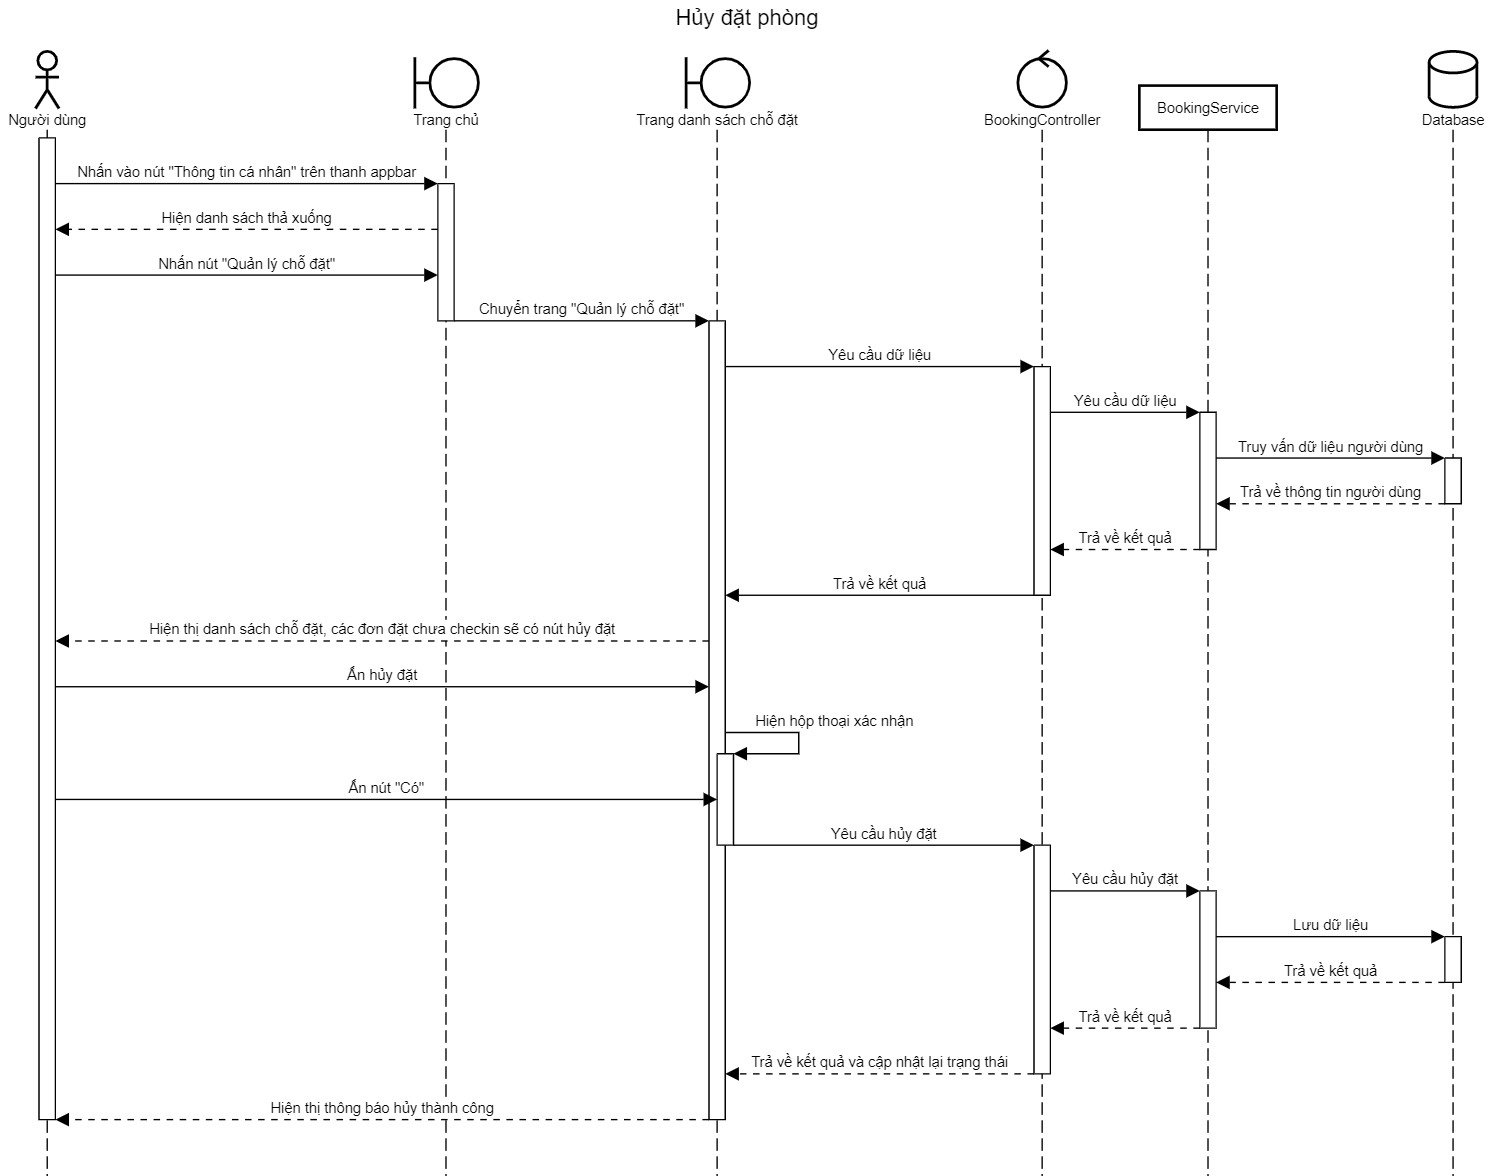 Hủy đặt phòng
Người dùng
Trang chủ
Trang danh sách chỗ đặt
BookingController
BookingService
Database
Nhấn vào nút "Thông tin cá nhân" trên thanh appbar
Hiện danh sách thả xuống
Nhấn nút "Quản lý chỗ đặt"
Chuyển trang "Quản lý chỗ đặt"
Yêu cầu dữ liệu
Yêu cầu dữ liệu
Truy vấn dữ liệu người dùng
Trả về thông tin người dùng
Trả về kết quả
Trả về kết quả
Hiện thị danh sách chỗ đặt, các đơn đặt chưa checkin sẽ có nút hủy đặt
Ấn hủy đặt
Hiện hộp thoại xác nhận
Ấn nút "Có"
Yêu cầu hủy đặt
Yêu cầu hủy đặt
Lưu dữ liệu
Trả về kết quả
Trả về kết quả
Trả về kết quả và cập nhật lại trạng thái
Hiện thị thông báo hủy thành công